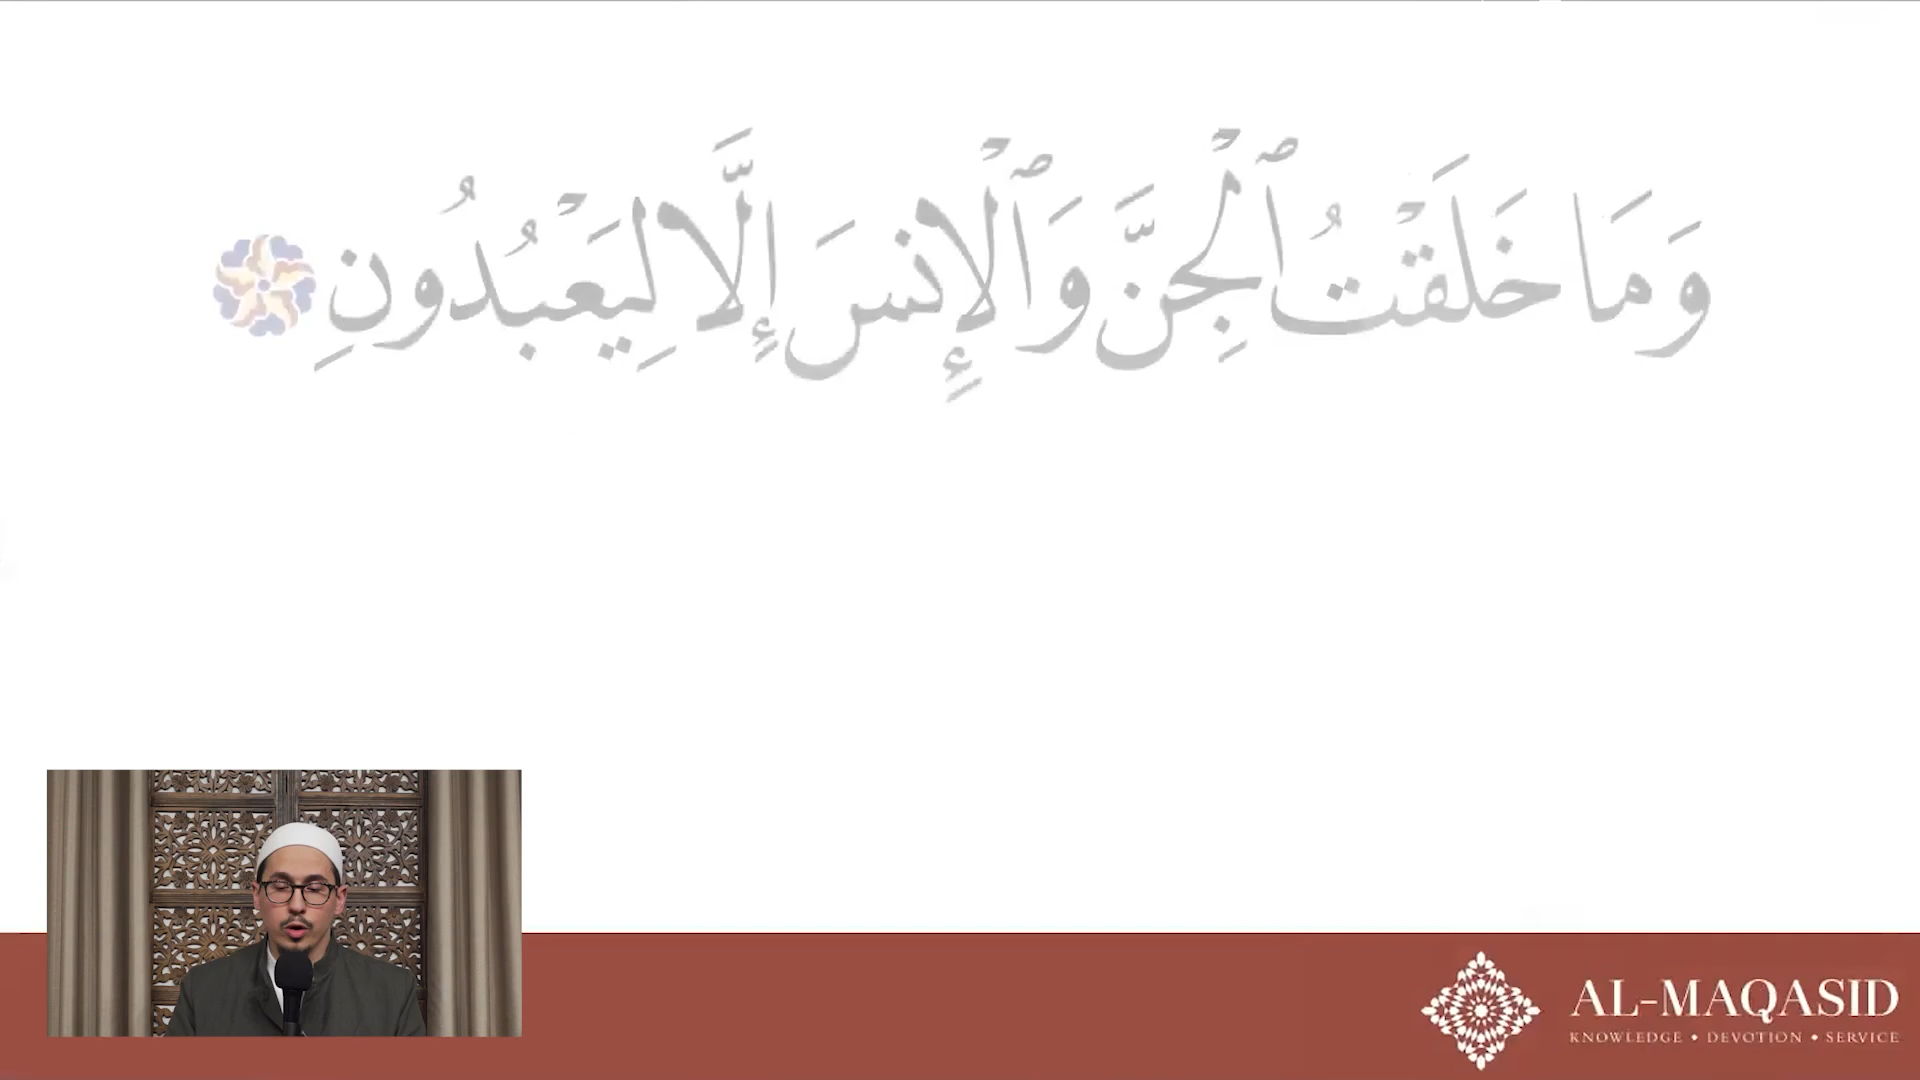 وَمَا خَلَقْتُ ٱلْجِنَّ وَٱلْإِنسَ إِلَّا لِيَعْبُدُونِ
AL-MAQASID
KNOWLEDGE • DEVOTION • SERVICE